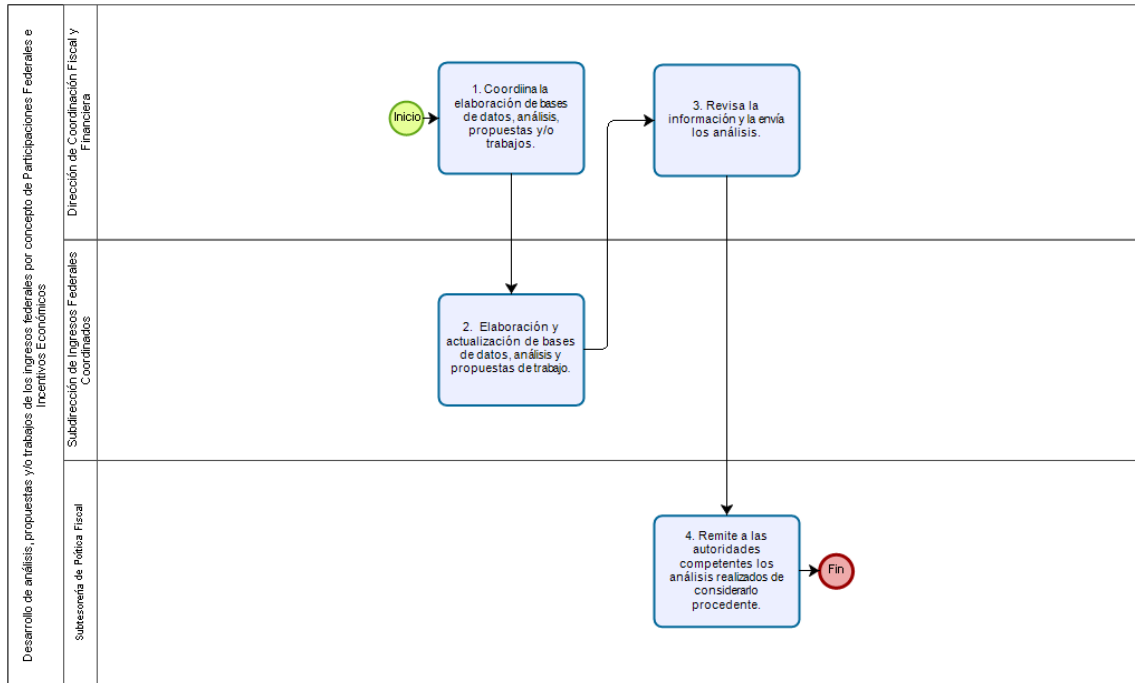 Desarrollo de análisis, propuestas y/o trabajos de los ingresos federales por concepto de Participaciones Federales e
Incentivos Económicos
Dirección de Coordinación Fiscal y
Financiera
Inicio
1. Coordiina la
elaboración de bases
de datos, análisis,
propuestas y/o
trabajos.
3. Revisa la
información y la envía
los análisis.
Subdirección de Ingresos Federales
Coordinados
2. Elaboración y
actualización de bases
de datos, análisis y
propuestas de trabajo.
Subtesorería de Política Fiscal
4. Remite a las
autoridades
competentes los
análisis realizados de
considerarlo
procedente.
Fin